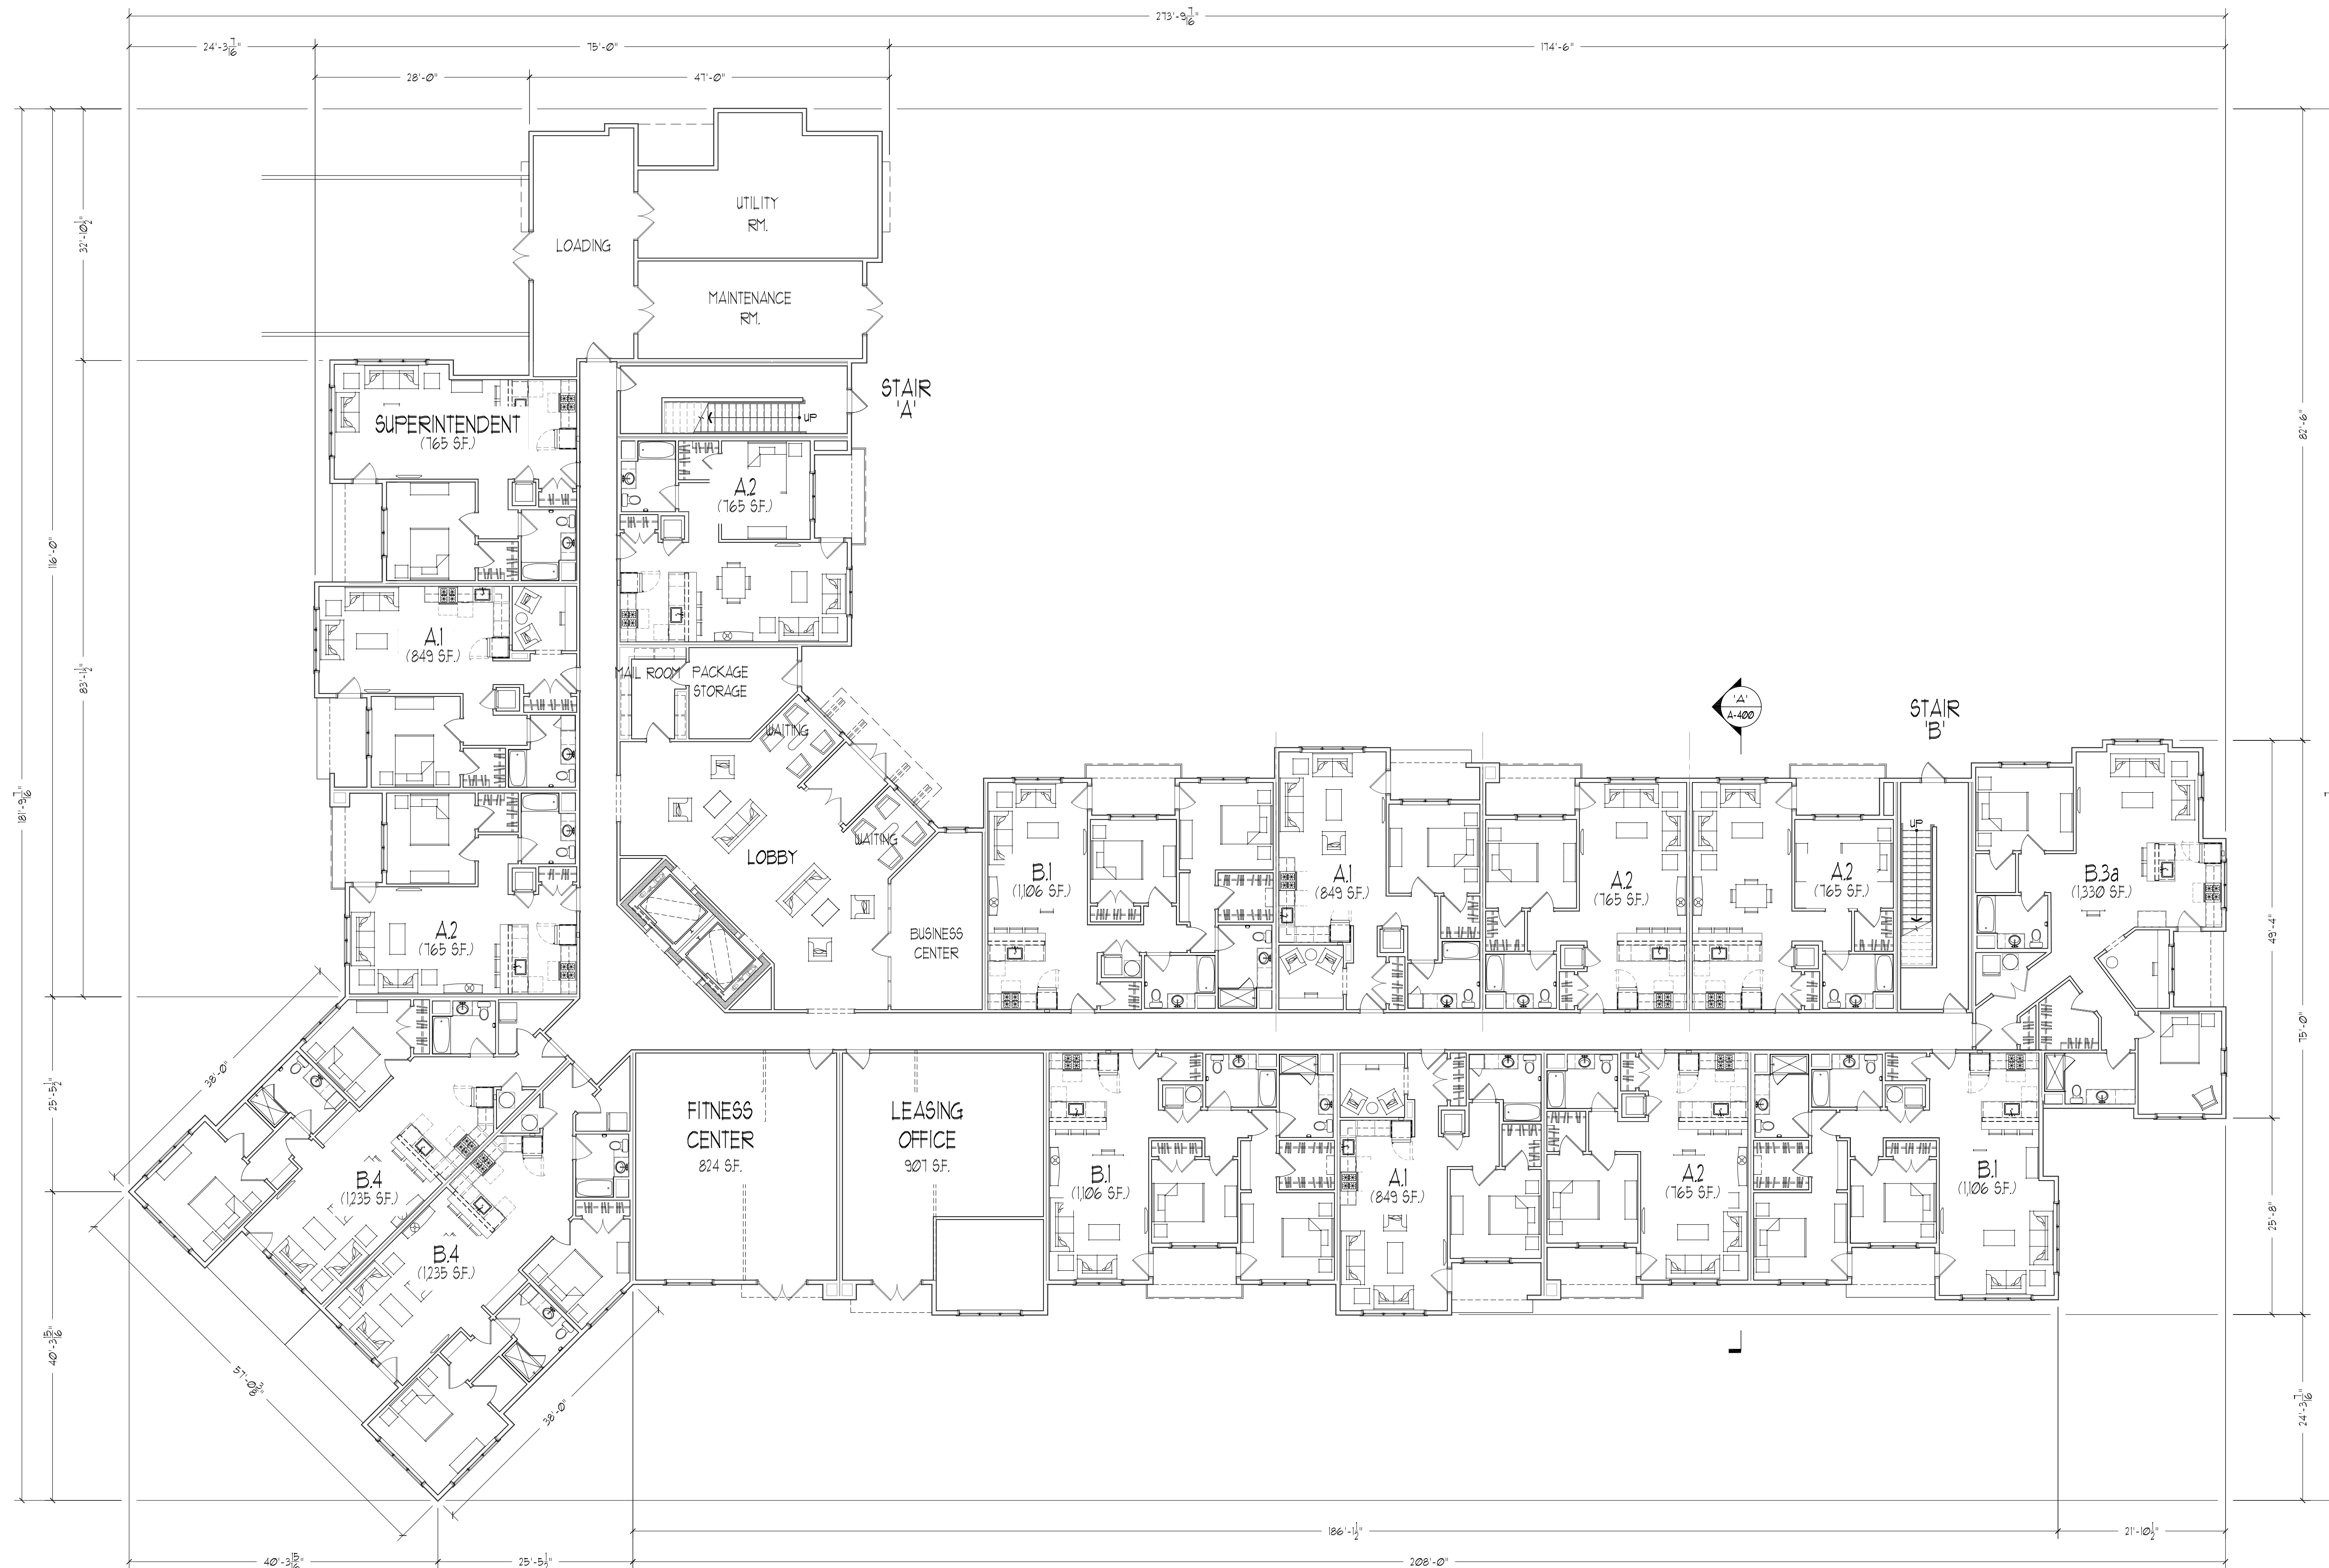 273'-9 7/16"
24'-3 7/16"
75'-0"
174'-6"
28'-0"
47'-0"
32'-10 1/2"
116'-0"
181'-9 7/16"
83'-1 1/2"
25'-5 1/2"
40'-3 15/16"
82'-6"
49'-4"
75'-0"
25'-8"
24'-3 7/16"
UTILITY
RM.
LOADING
MAINTENANCE
RM.
STAIR
'A'
UP
SUPERINTENDENT
(765 S.F.)
A.2
(765 S.F.)
A.1
(849 S.F.)
MAIL ROOM
PACKAGE
STORAGE
WAITING
WAITING
LOBBY
BUSINESS
CENTER
A.2
(765 S.F.)
'A'
A-400
STAIR
'B'
UP
B.1
(1,106 S.F.)
A.1
(849 S.F.)
A.2
(765 S.F.)
A.2
(765 S.F.)
B.3a
(1,330 S.F.)
38'-0"
B.4
(1,235 S.F.)
B.4
(1,235 S.F.)
FITNESS
CENTER
824 S.F.
LEASING
OFFICE
907 S.F.
B.1
(1,106 S.F.)
A.1
(849 S.F.)
A.2
(765 S.F.)
B.1
(1,106 S.F.)
57'-0 3/8"
38'-0"
186'-1 1/2"
21'-10 1/2"
40'-3 15/16"
25'-5 1/2"
208'-0"